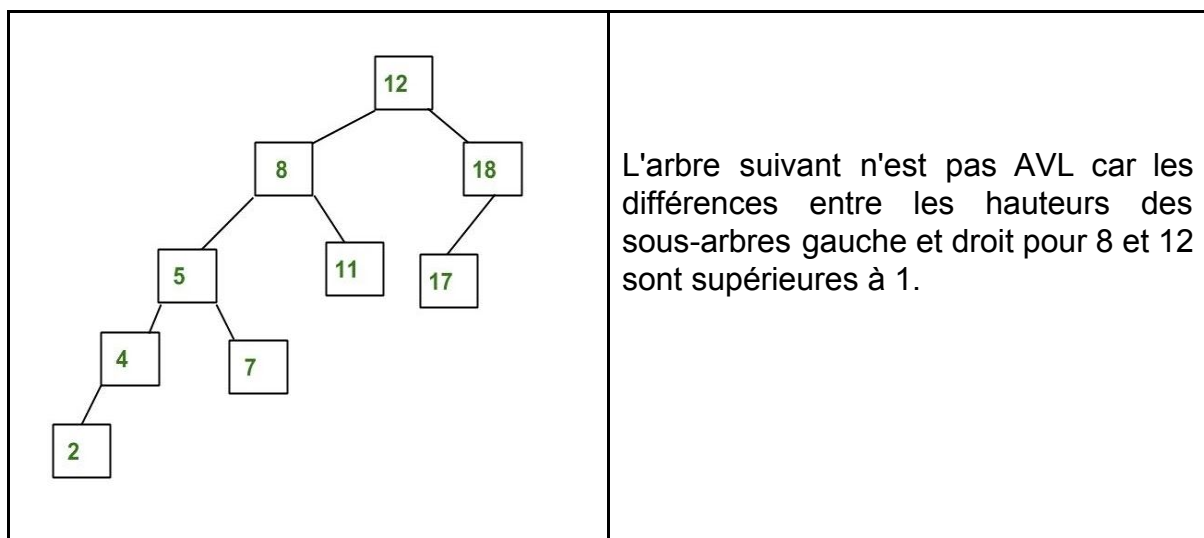 12
8
18
5
11
17
4
7
2
L'arbre suivant n'est pas AVL car les
différences entre les hauteurs des
sous-arbres gauche et droit pour 8 et 12
sont supérieures à 1.